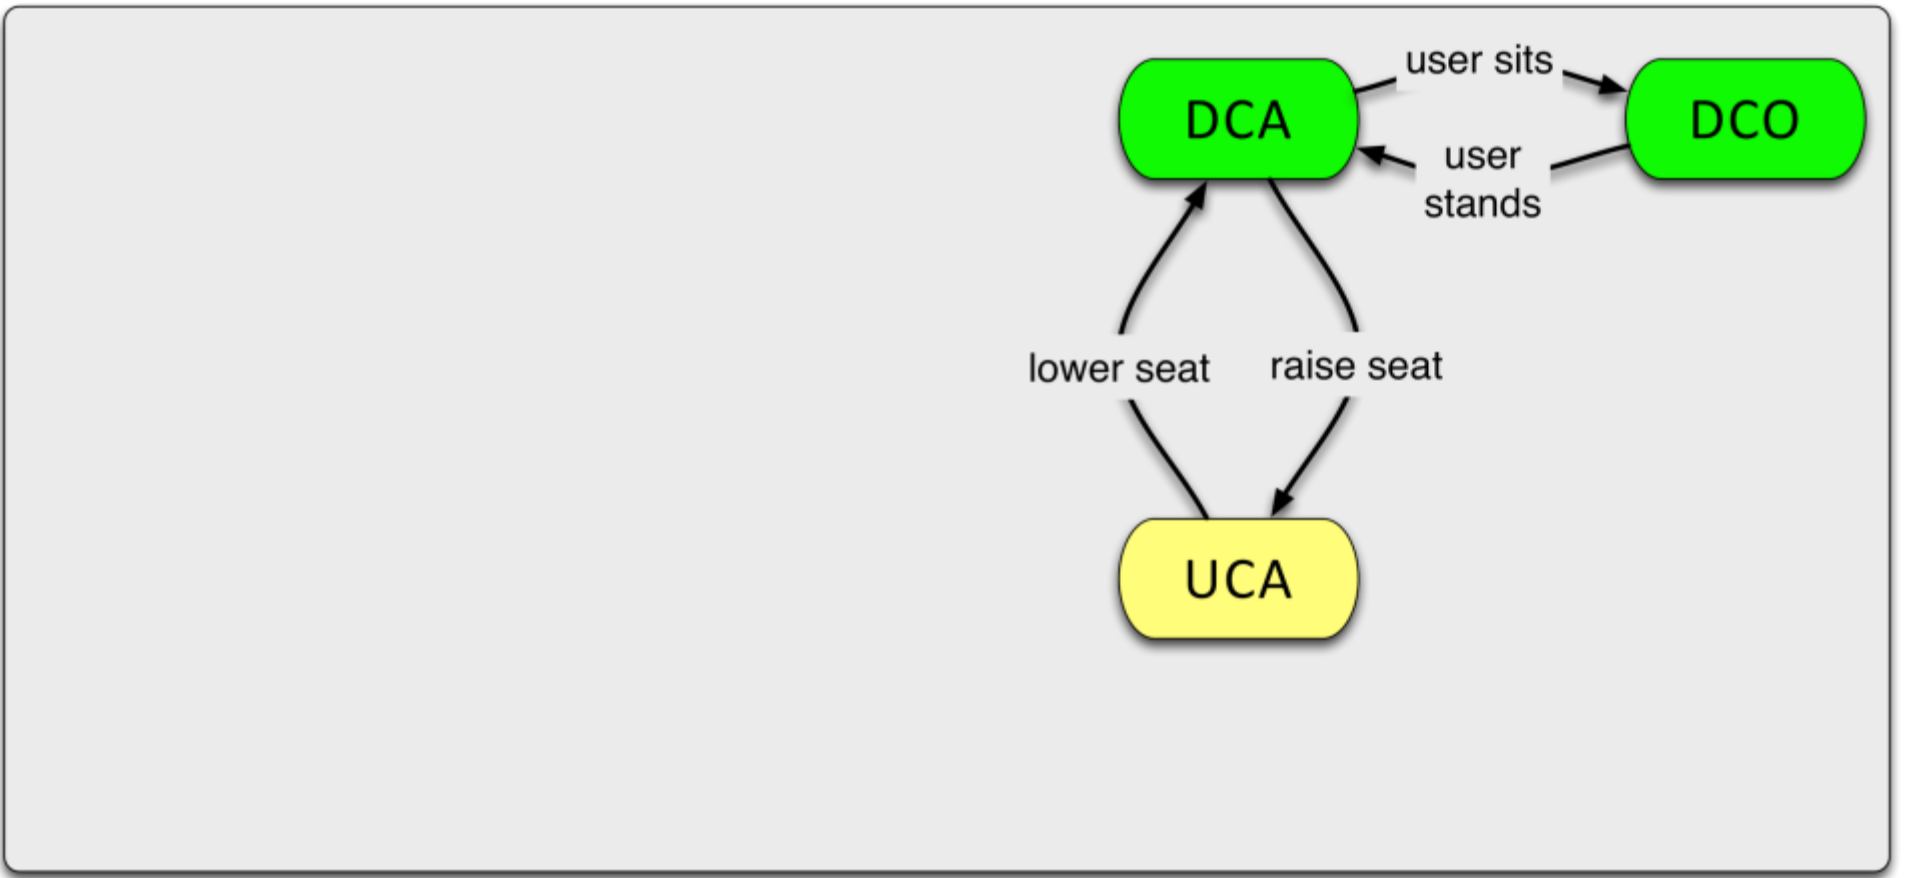 user sits
DCA
DCO
user
stands
lower seat
raise seat
UCA